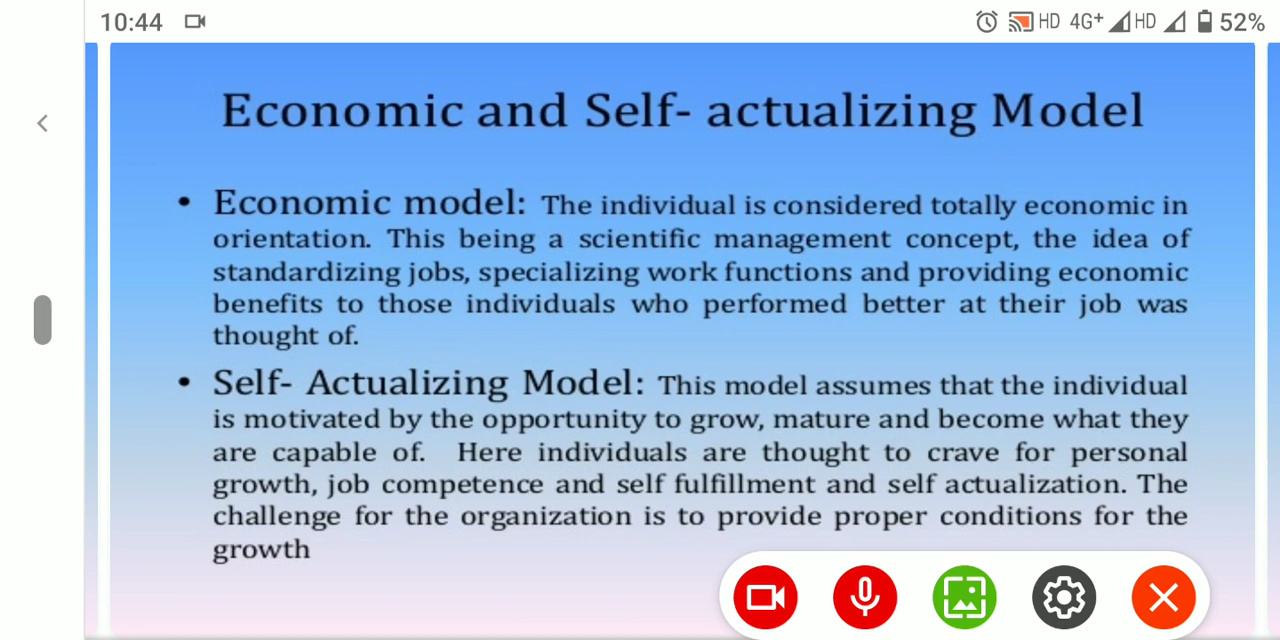 10:44 HD 4G+ HD 52%
Economic and Self- actualizing Model
• Economic model: The individual is considered totally economic in
orientation. This being a scientific management concept, the idea of
standardizing jobs, specializing work functions and providing economic
benefits to those individuals who performed better at their job was
thought of.
• Self- Actualizing Model: This model assumes that the individual
is motivated by the opportunity to grow, mature and become what they
are capable of. Here individuals are thought to crave for personal
growth, job competence and self fulfillment and self actualization. The
challenge for the organization is to provide proper conditions for the
growth